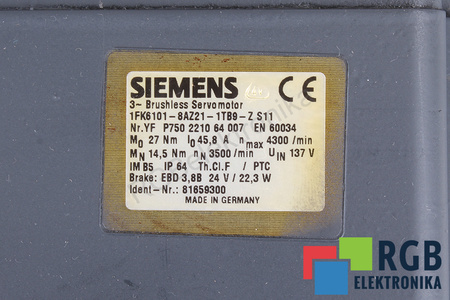 SIEMENS CE
3~ Brushless Servomotor
1FK6101-8AZ21-1TB9-Z S11
Nr.YF P750 2210 64 007 EN 60034
M0 27 Nm I0 45,8 A nmax 4300 /min
MN 14,5 Nm nN 3500 /min UIN 137 V
IM B5 IP 64 Th.Cl.F / PTC
Brake: EBD 3,8B 24 V / 22,3 W
Ident-Nr.: 81659300
MADE IN GERMANY
RGB
ELEKTRONIKA